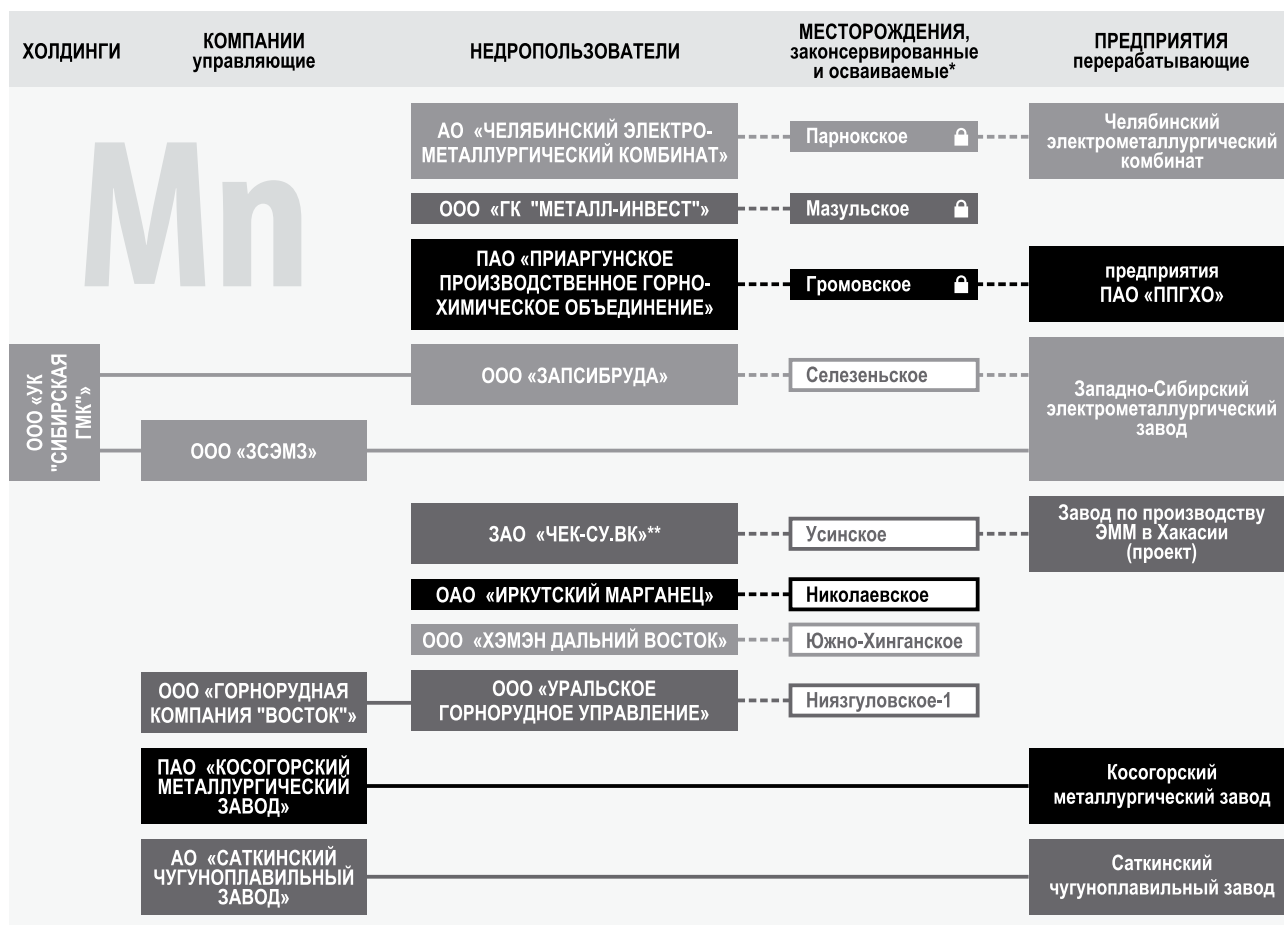 ХОЛДИНГИ
КОМПАНИИ
управляющие
НЕДРОПОЛЬЗОВАТЕЛИ
МЕСТОРОЖДЕНИЯ,
законсервированные
и осваиваемые*
ПРЕДПРИЯТИЯ
перерабатывающие
Mn
АО «ЧЕЛЯБИНСКИЙ ЭЛЕКТРО-
МЕТАЛЛУРГИЧЕСКИЙ КОМБИНАТ»
Парнокское
Челябинский
электрометаллургический
комбинат
ООО «ГК "МЕТАЛЛ-ИНВЕСТ"»
Мазульское
ПАО «ПРИАРГУНСКОЕ
ПРОИЗВОДСТВЕННОЕ ГОРНО-
ХИМИЧЕСКОЕ ОБЪЕДИНЕНИЕ»
Громовское
предприятия
ПАО «ППГХО»
ООО «УК
"СИБИРСКАЯ
ГМК"»
ООО «ЗАПСИБРУДА»
Селезеньское
Западно-Сибирский
электрометаллургический
завод
ООО «ЗСЭМЗ»
ЗАО «ЧЕК-СУ.ВК»**
Усинское
Завод по производству
ЭММ в Хакасии
(проект)
ОАО «ИРКУТСКИЙ МАРГАНЕЦ»
Николаевское
ООО «ХЭМЭН ДАЛЬНИЙ ВОСТОК»
Южно-Хинганское
ООО «ГОРНОРУДНАЯ
КОМПАНИЯ "ВОСТОК"»
ООО «УРАЛЬСКОЕ
ГОРНОРУДНОЕ УПРАВЛЕНИЕ»
Ниязгуловское-1
ПАО «КОСОГОРСКИЙ
МЕТАЛЛУРГИЧЕСКИЙ
ЗАВОД»
Косогорский
металлургический завод
АО «САТКИНСКИЙ
ЧУГУНОПЛАВИЛЬНЫЙ
ЗАВОД»
Саткинский
чугуноплавильный завод